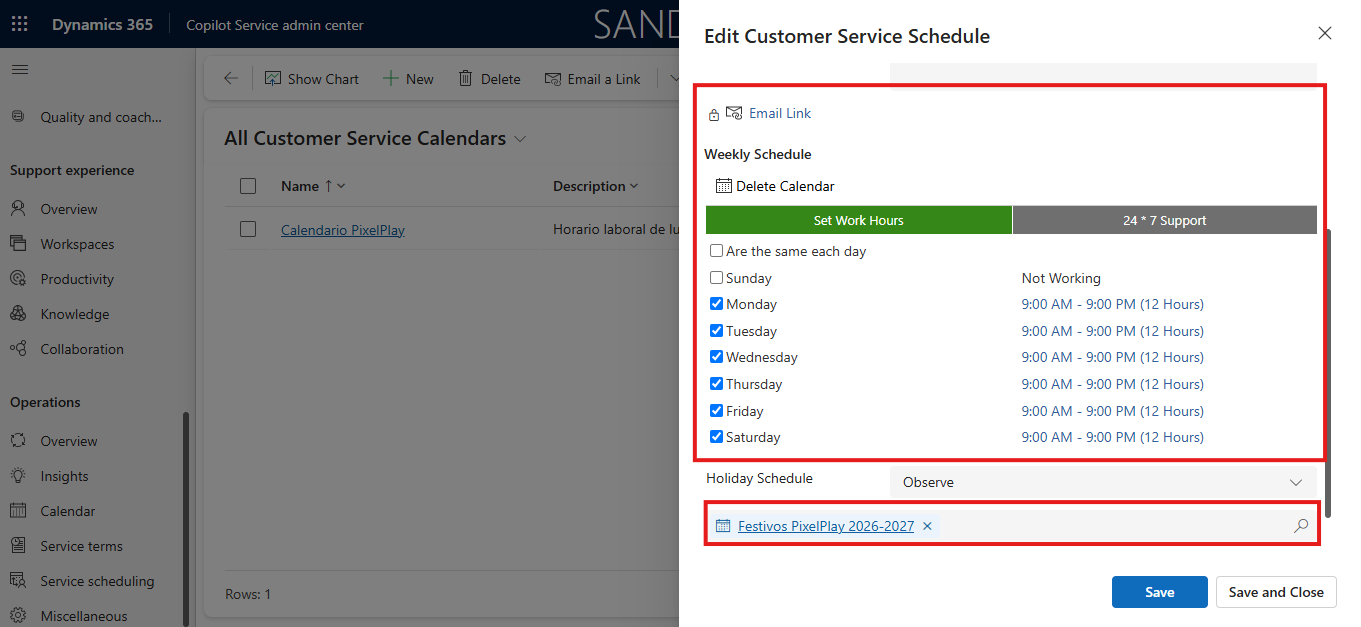 Dynamics 365
Copilot Service admin center
SAND
Quality and coach...
Support experience
Overview
Workspaces
Productivity
Knowledge
Collaboration
Operations
Overview
Insights
Calendar
Service terms
Service scheduling
Miscellaneous
Show Chart
New
Delete
Email a Link
All Customer Service Calendars
Name ↑
Description
Calendario PixelPlay
Horario laboral de lu
Rows: 1
Edit Customer Service Schedule
Email Link
Weekly Schedule
Delete Calendar
Set Work Hours
24 * 7 Support
Are the same each day
Sunday Not Working
Monday 9:00 AM - 9:00 PM (12 Hours)
Tuesday 9:00 AM - 9:00 PM (12 Hours)
Wednesday 9:00 AM - 9:00 PM (12 Hours)
Thursday 9:00 AM - 9:00 PM (12 Hours)
Friday 9:00 AM - 9:00 PM (12 Hours)
Saturday 9:00 AM - 9:00 PM (12 Hours)
Holiday Schedule
Observe
Festivos PixelPlay 2026-2027
Save
Save and Close